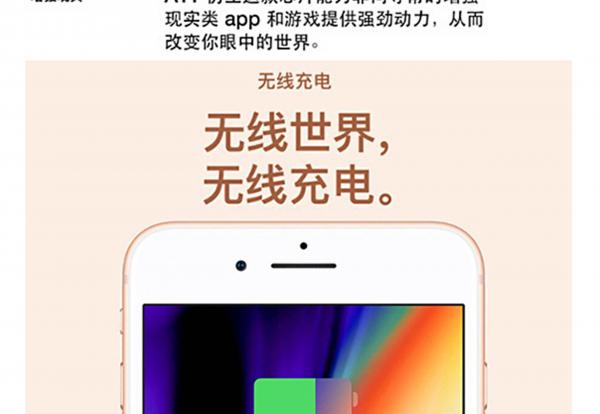 现实类 app 和游戏提供强劲动力，从而
改变你眼中的世界。
无线充电
无线世界，
无线充电。